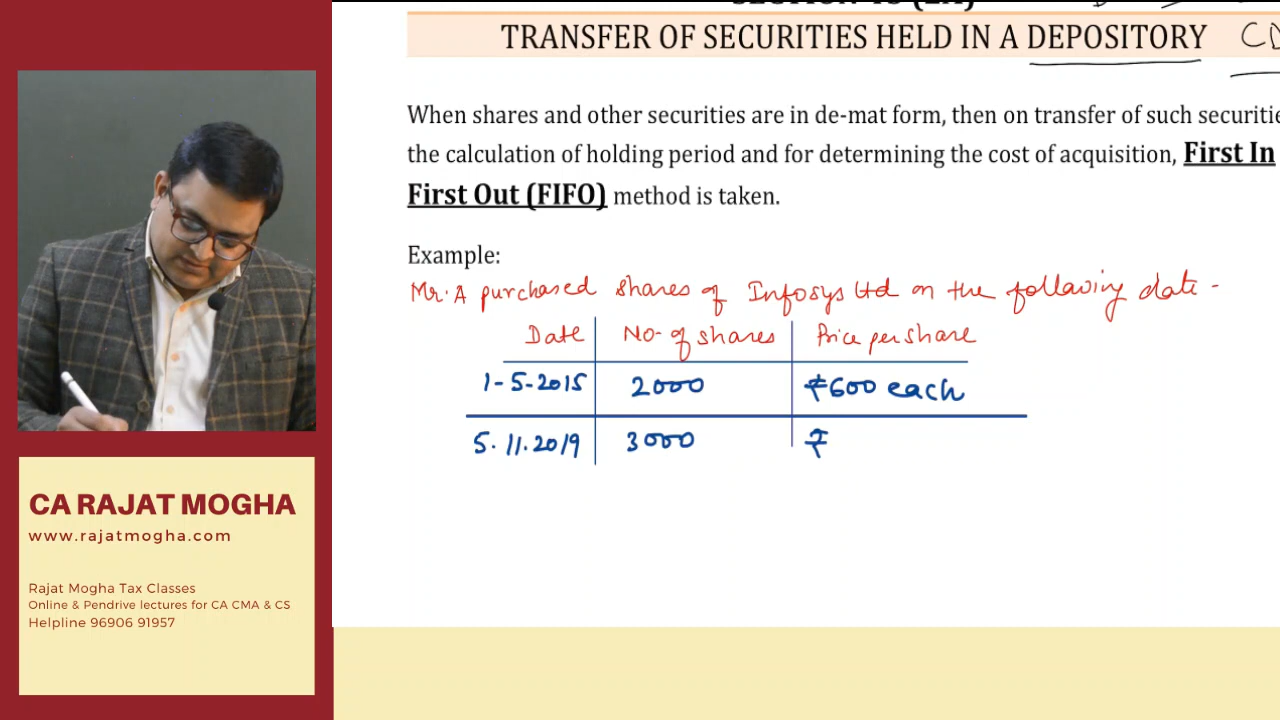 TRANSFER OF SECURITIES HELD IN A DEPOSITORY
When shares and other securities are in de-mat form, then on transfer of such
the calculation of holding period and for determining the cost of acquisition, First In
First Out (FIFO) method is taken.
Example:
Mr. A purchased shares of Infosys Ltd on the following date -
Date No. of shares Price per share
1-5-2015 2000 ₹600 each
5.11.2019 3000 ₹
CA RAJAT MOGHA
www.rajatmogha.com
Rajat Mogha Tax Classes
Online & Pendrive lectures for CA CMA & CS
Helpline 96906 91957